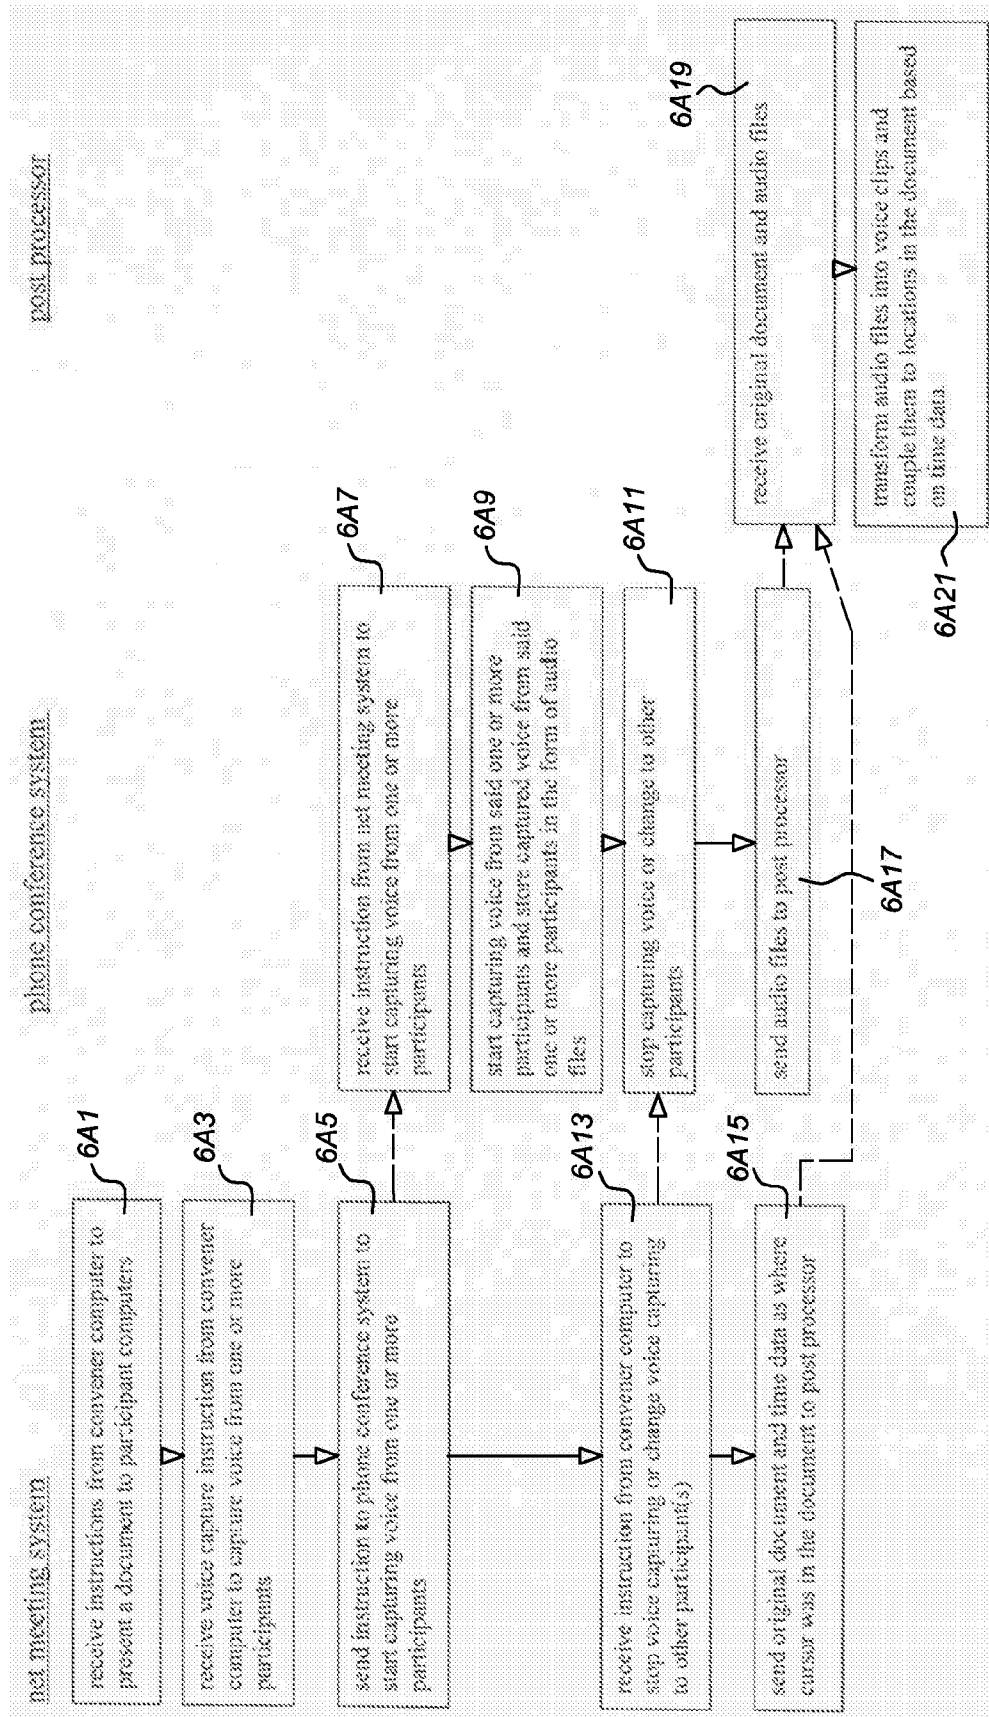 net meeting system
6A1
receive instructions from convener computer to
present a document to participant computers
6A3
receive voice capture instruction from convener
computer to capture voice from one or more
participants
6A5
send instruction to phone conference system to
start capturing voice from one or more
participants
6A13
receive instruction from convener computer to
stop voice capturing or change voice capturing
to other participant(s)
6A15
send original document and time data as where
cursor was in the document to post processor
phone conference system
6A7
receive instruction from net meeting system to
start capturing voice from one or more
participants
6A9
start capturing voice from said one or more
participants and store captured voice from said
one or more participants in the form of audio
files
6A11
stop capturing voice or change to other
participants
send audio files to post processor
6A17
post processor
6A19
receive original document and audio files
transform audio files into voice clips and
couple them to locations in the document based
on time data
6A21